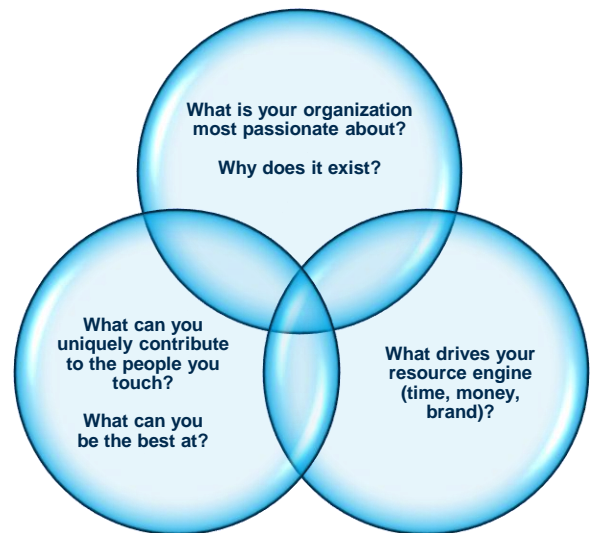 What is your organization
most passionate about?
Why does it exist?
What can you
uniquely contribute
to the people you
touch?
What can you
be the best at?
What drives your
resource engine
(time, money,
brand)?